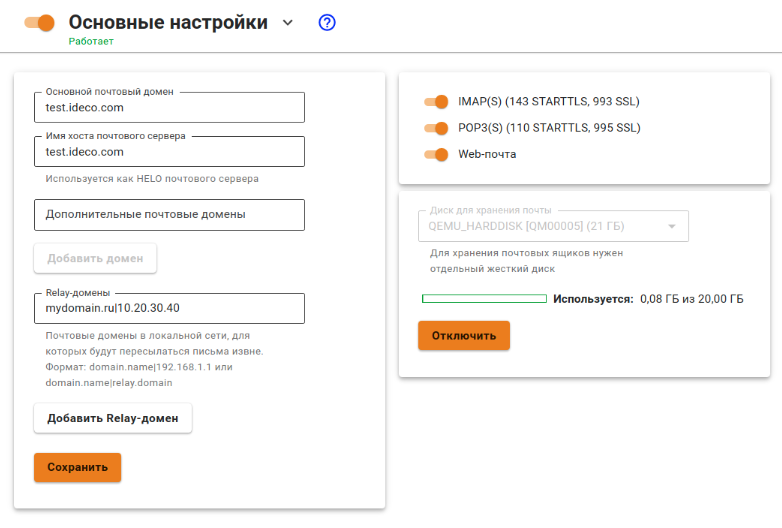 Основные настройки
Работает
Основной почтовый домен
test.ideco.com
Имя хоста почтового сервера
test.ideco.com
Используется как HELO почтового сервера
Дополнительные почтовые домены
Добавить домен
Relay-домены
mydomain.ru|10.20.30.40
Почтовые домены в локальной сети, для
которых будут пересылаться письма извне.
Формат: domain.name|192.168.1.1 или
domain.name|relay.domain
Добавить Relay-домен
Сохранить
IMAP(S) (143 STARTTLS, 993 SSL)
POP3(S) (110 STARTTLS, 995 SSL)
Web-почта
Диск для хранения почты
QEMU_HARDDISK [QM00005] (21 ГБ)
Для хранения почтовых ящиков нужен
отдельный жесткий диск
Используется: 0,08 ГБ из 20,00 ГБ
Отключить